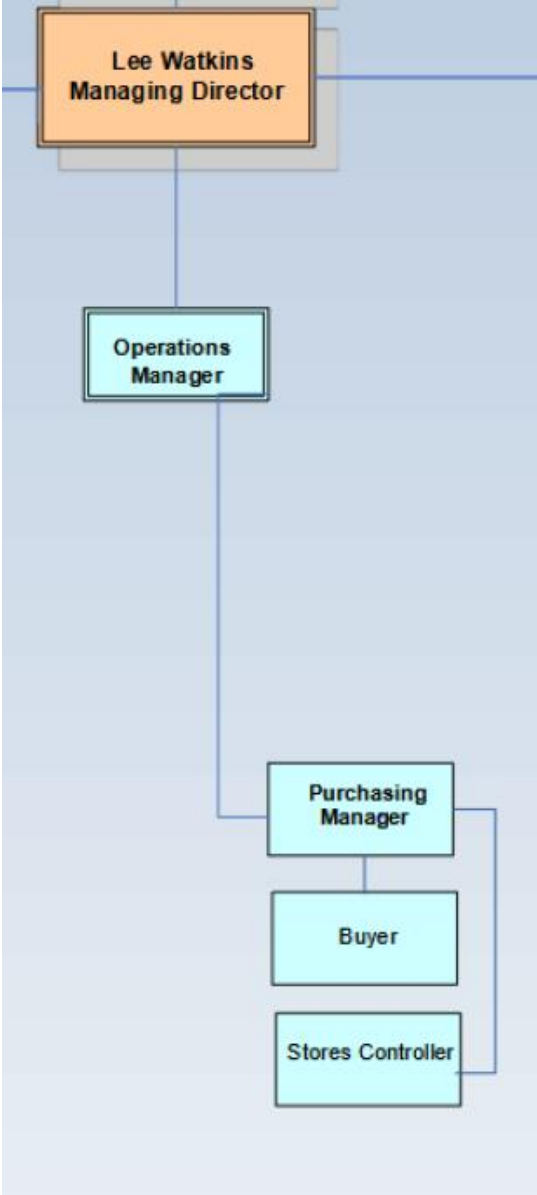 Lee Watkins
Managing Director
Operations
Manager
Purchasing
Manager
Buyer
Stores Controller